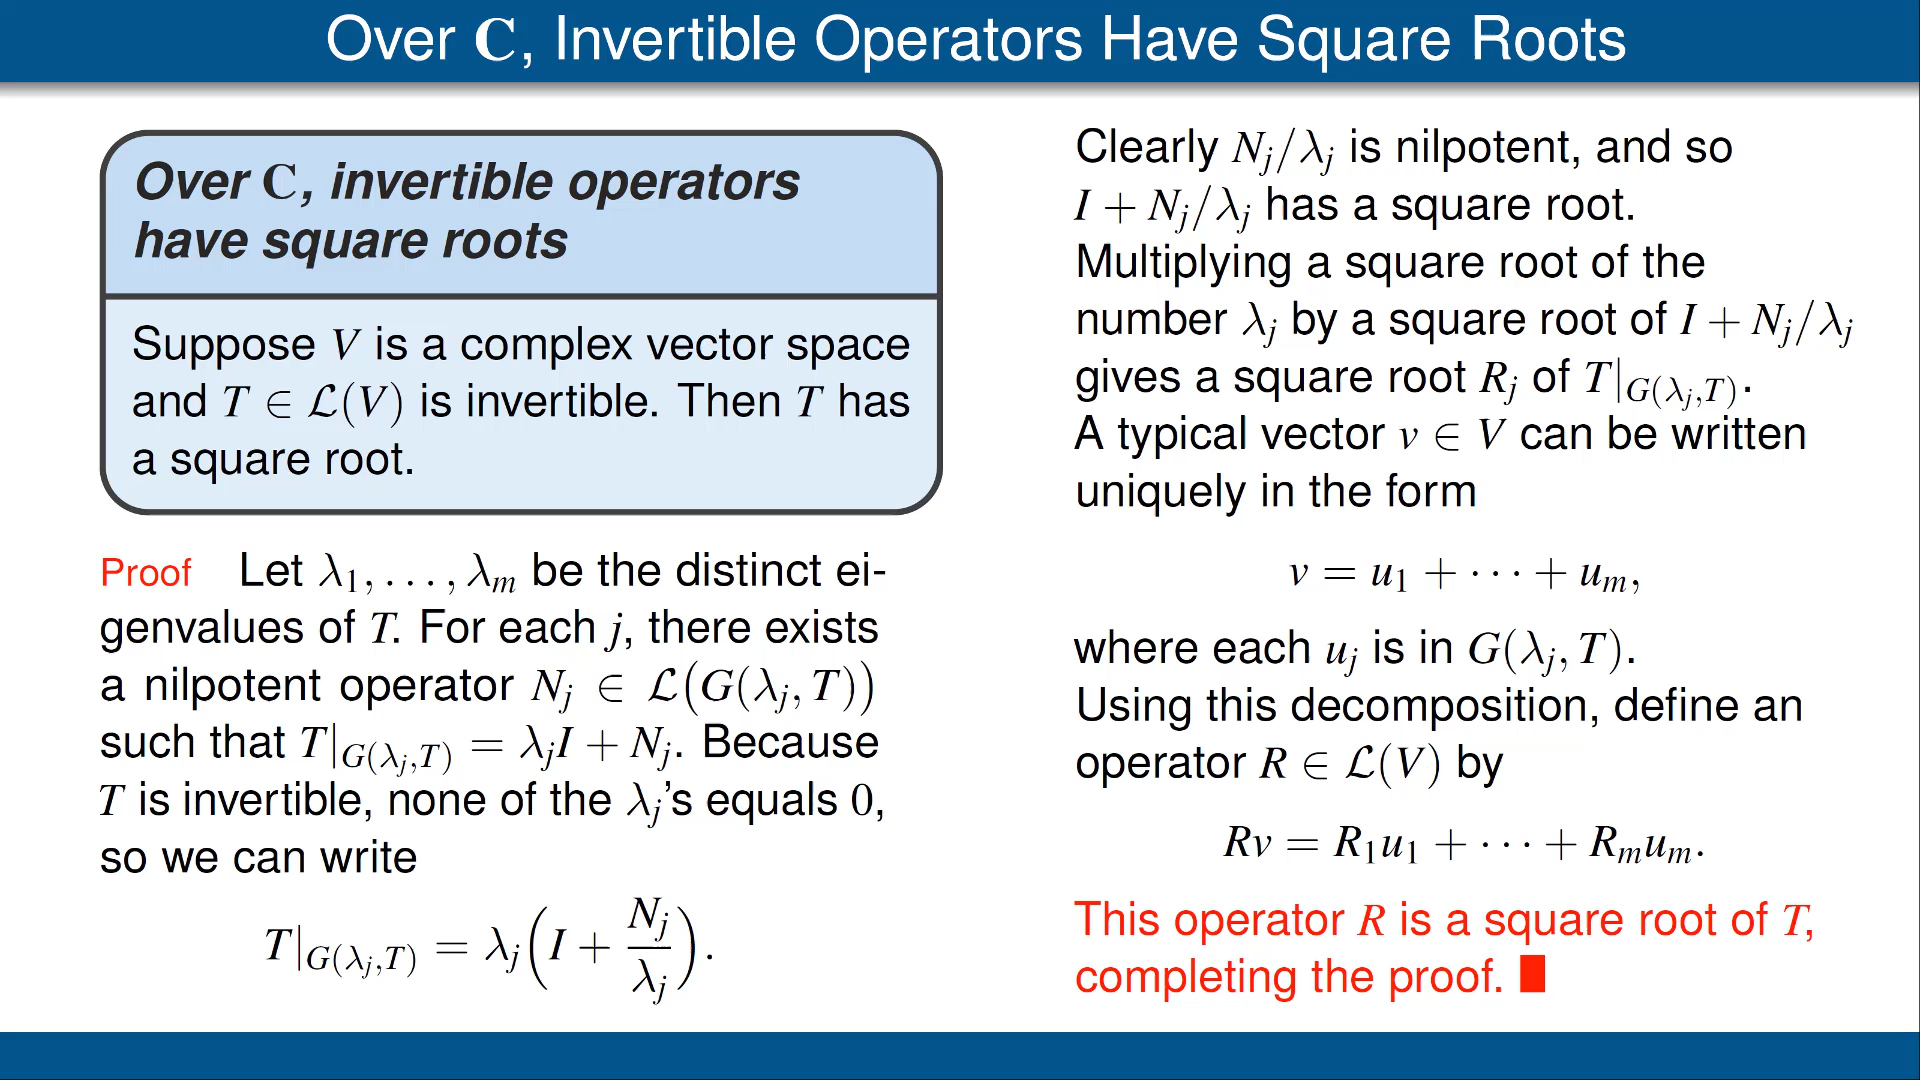 Over C, Invertible Operators Have Square Roots
Over C, invertible operators
have square roots
Suppose V is a complex vector space
and T ∈ ℒ(V) is invertible. Then T has
a square root.
Proof Let λ₁, . . . , λₘ be the distinct ei-
genvalues of T. For each j, there exists
a nilpotent operator Nⱼ ∈ ℒ(G(λⱼ, T))
such that T|_{G(λⱼ,T)} = λⱼI + Nⱼ. Because
T is invertible, none of the λⱼ’s equals 0,
so we can write
T|_{G(λⱼ,T)} = λⱼ(I + Nⱼ/λⱼ).
Clearly Nⱼ/λⱼ is nilpotent, and so
I + Nⱼ/λⱼ has a square root.
Multiplying a square root of the
number λⱼ by a square root of I + Nⱼ/λⱼ
gives a square root Rⱼ of T|_{G(λⱼ,T)}.
A typical vector v ∈ V can be written
uniquely in the form
v = u₁ + · · · + uₘ,
where each uⱼ is in G(λⱼ, T).
Using this decomposition, define an
operator R ∈ ℒ(V) by
Rv = R₁u₁ + · · · + Rₘuₘ.
This operator R is a square root of T,
completing the proof. ■